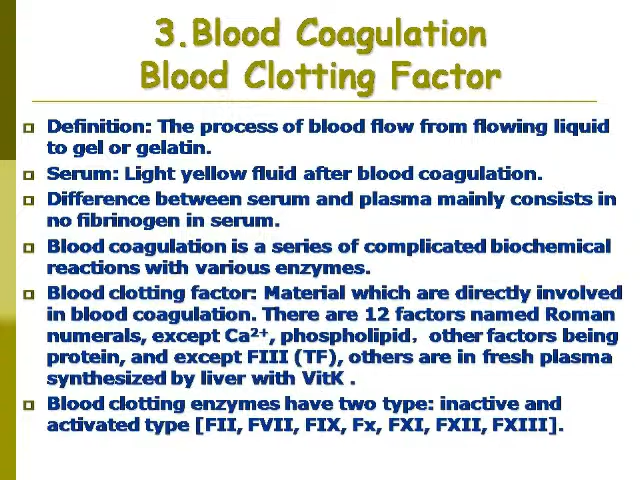 3.Blood Coagulation
Blood Clotting Factor
Definition: The process of blood flow from flowing liquid
to gel or gelatin.
Serum: Light yellow fluid after blood coagulation.
Difference between serum and plasma mainly consists in
no fibrinogen in serum.
Blood coagulation is a series of complicated biochemical
reactions with various enzymes.
Blood clotting factor: Material which are directly involved
in blood coagulation. There are 12 factors named Roman
numerals, except Ca²⁺, phospholipid，other factors being
protein, and except FIII (TF), others are in fresh plasma
synthesized by liver with VitK .
Blood clotting enzymes have two type: inactive and
activated type [FII, FVII, FIX, Fx, FXI, FXII, FXIII].